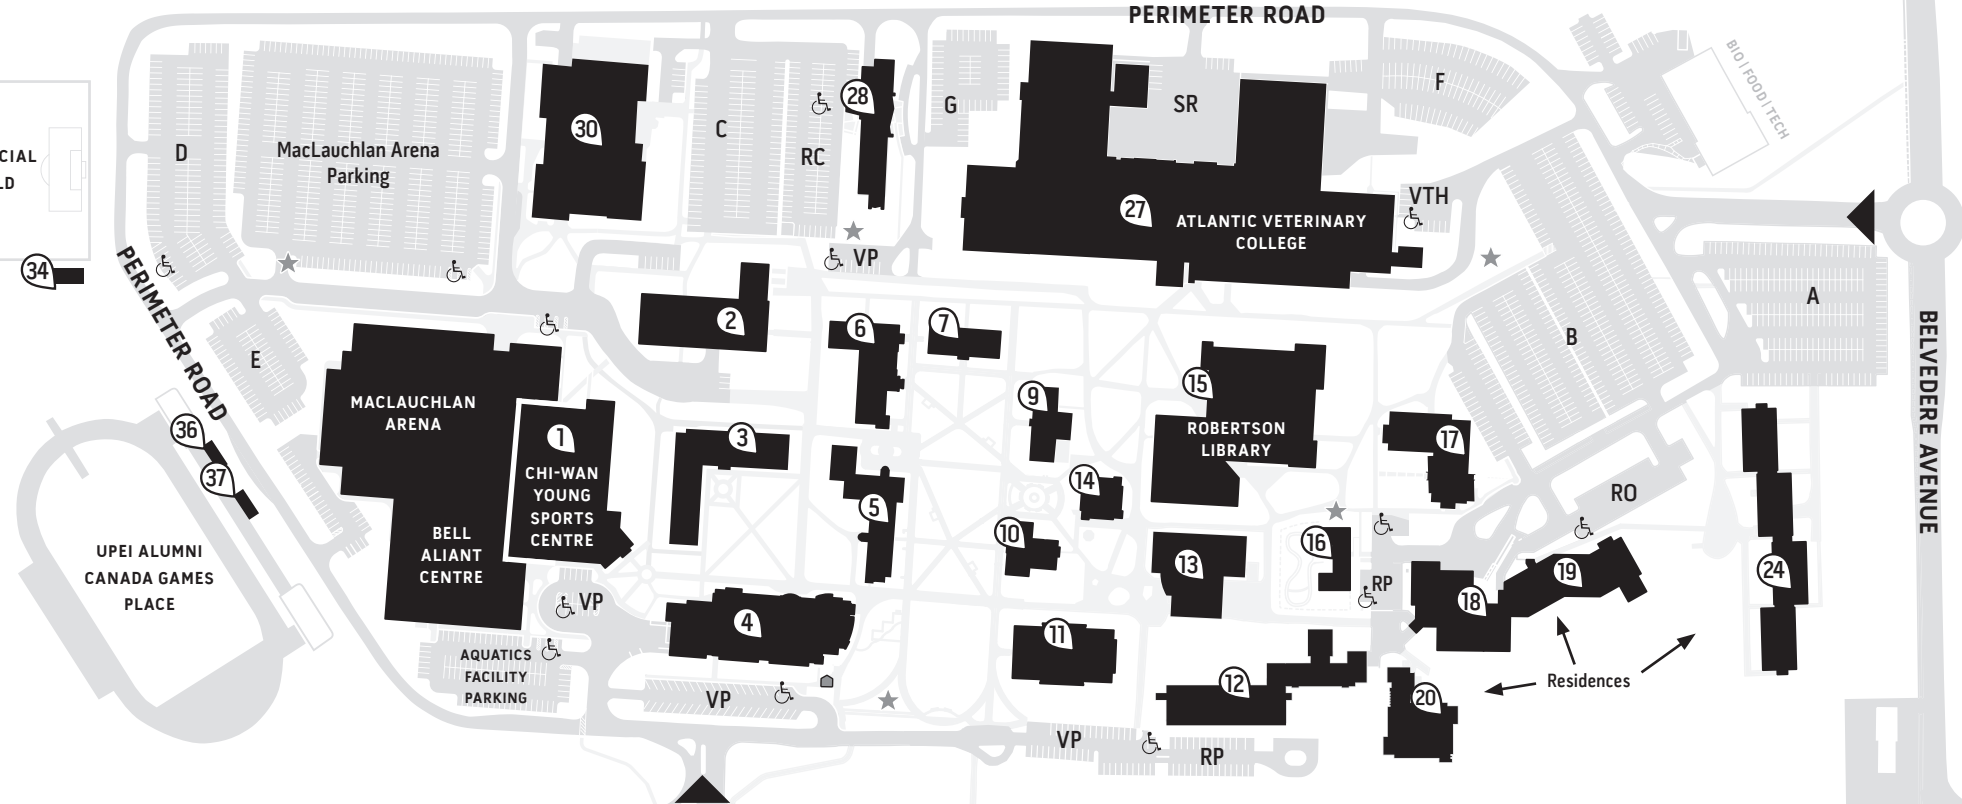 PERIMETER ROAD
BIO | FOOD | TECH
D
MacLauchlan Arena
Parking
30
C
RC
28
G
SR
F
CIAL
LD
34
27
ATLANTIC VETERINARY
COLLEGE
VTH
VP
PERIMETER ROAD
E
2
6
7
B
A
BELVEDERE AVENUE
MACLAUCHLAN
ARENA
1
CHI-WAN
YOUNG
SPORTS
CENTRE
3
9
15
ROBERTSON
LIBRARY
17
36
37
14
5
10
RO
BELL
ALIANT
CENTRE
UPEI ALUMNI
CANADA GAMES
PLACE
13
16
RP
18
19
24
VP
4
11
AQUATICS
FACILITY
PARKING
VP
12
20
Residences
VP
RP